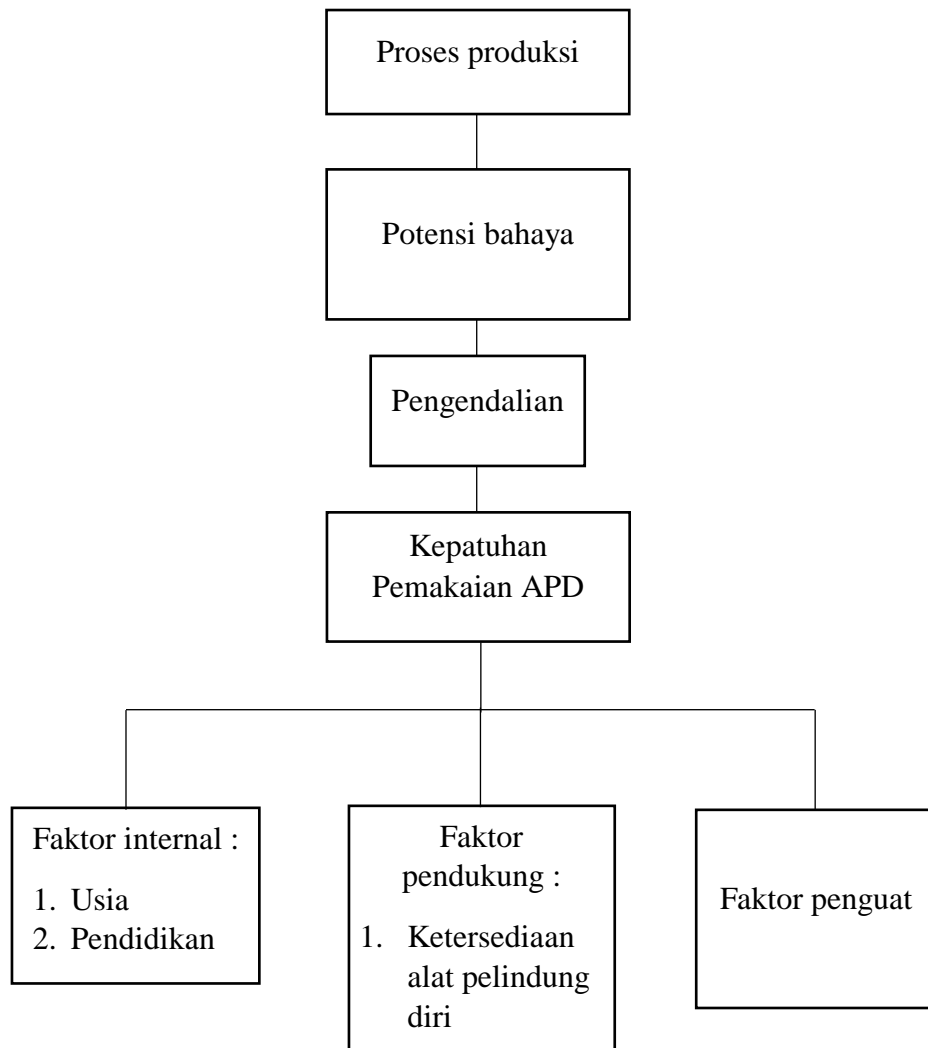 Proses produksi
Potensi bahaya
Pengendalian
Kepatuhan
Pemakaian APD
Faktor internal :
1. Usia
2. Pendidikan
Faktor
pendukung :
1. Ketersediaan
alat pelindung
diri
Faktor penguat